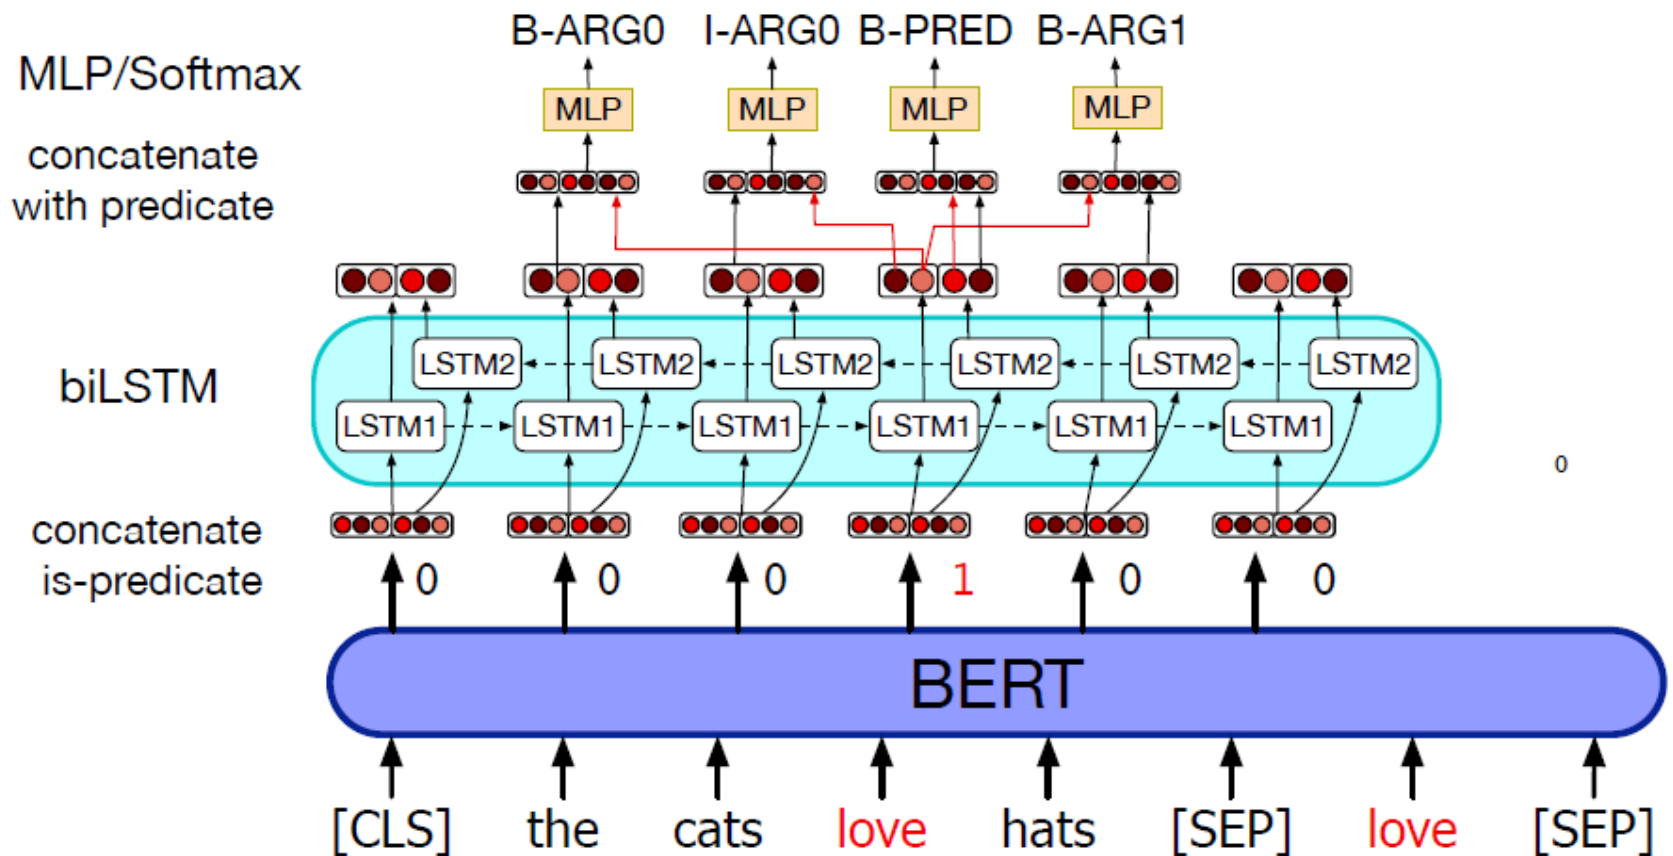 B-ARG0 I-ARG0 B-PRED B-ARG1
MLP/Softmax
MLP MLP MLP MLP
concatenate
with predicate
LSTM2 LSTM2 LSTM2 LSTM2 LSTM2 LSTM2
biLSTM
LSTM1 LSTM1 LSTM1 LSTM1 LSTM1 LSTM1
0
concatenate
is-predicate
0 0 0 1 0 0
BERT
[CLS] the cats love hats [SEP] love [SEP]